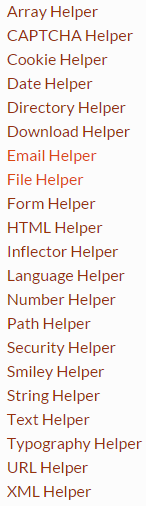 Array Helper
CAPTCHA Helper
Cookie Helper
Date Helper
Directory Helper
Download Helper
Email Helper
File Helper
Form Helper
HTML Helper
Inflector Helper
Language Helper
Number Helper
Path Helper
Security Helper
Smiley Helper
String Helper
Text Helper
Typography Helper
URL Helper
XML Helper